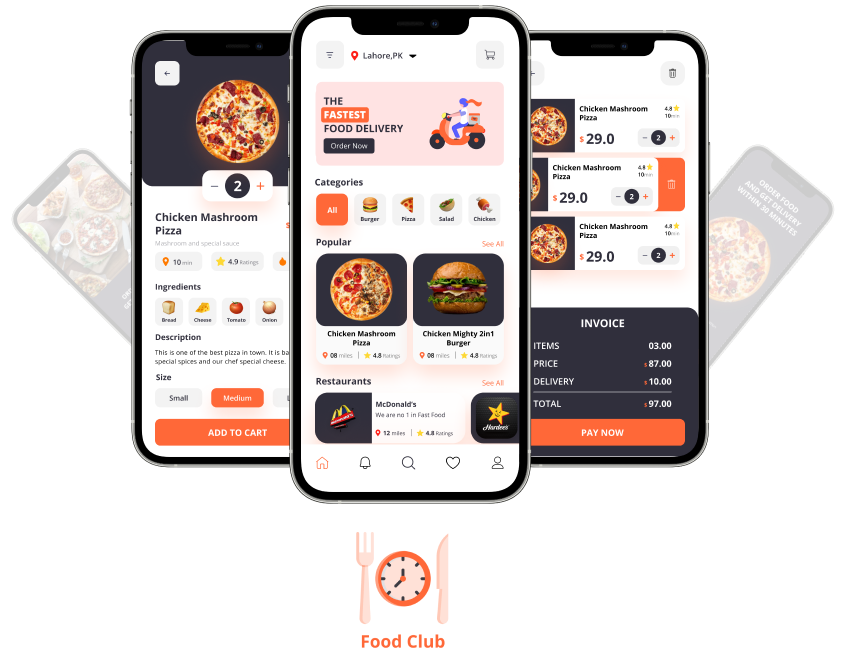 Chicken Mashroom
Pizza
Mashroom and special sauce
10 min
4.9 Ratings
Ingredients
Bread
Cheese
Tomato
Onion
Description
This is one of the best pizza in town. It is ba
special spices and our chef special cheese.
Size
Small
Medium
L
ADD TO CART
2
Lahore,PK
THE
FASTEST
FOOD DELIVERY
Order Now
Categories
All
Burger
Pizza
Salad
Chicken
Popular
See All
Chicken Mashroom
Pizza
08 miles
4.8 Ratings
Chicken Mighty 2in1
Burger
08 miles
4.8 Ratings
Restaurants
See All
McDonald's
We are no 1 in Fast Food
12 miles
4.8 Ratings
Hardee's
Chicken Mashroom
Pizza
4.8
10min
$ 29.0
2
Chicken Mashroom
Pizza
4.8
10min
$ 29.0
2
Chicken Mashroom
Pizza
4.8
10min
$ 29.0
2
INVOICE
ITEMS 03.00
PRICE $ 87.00
DELIVERY $ 10.00
TOTAL $ 97.00
PAY NOW
ORDER FOOD
AND GET DELIVERY
WITHIN 30 MINUTES
Food Club